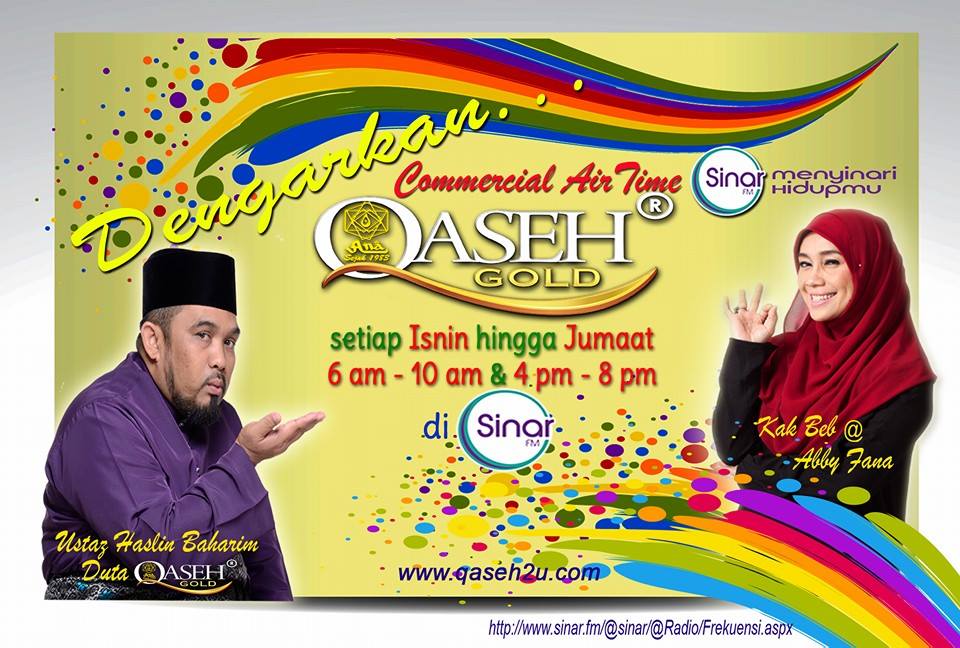 Dengarkan...
Commercial Air Time
Sinar FM
menyinari
Hidupmu
Ana
Sejak 1983
QASEH®
GOLD
setiap Isnin hingga Jumaat
6 am - 10 am & 4 pm - 8 pm
di Sinar FM
Kak Beb @
Abby Fana
Ustaz Haslin Baharim
Duta QASEH®
GOLD
www.qaseh2u.com
http://www.sinar.fm/@sinar/@Radio/Frekuensi.aspx